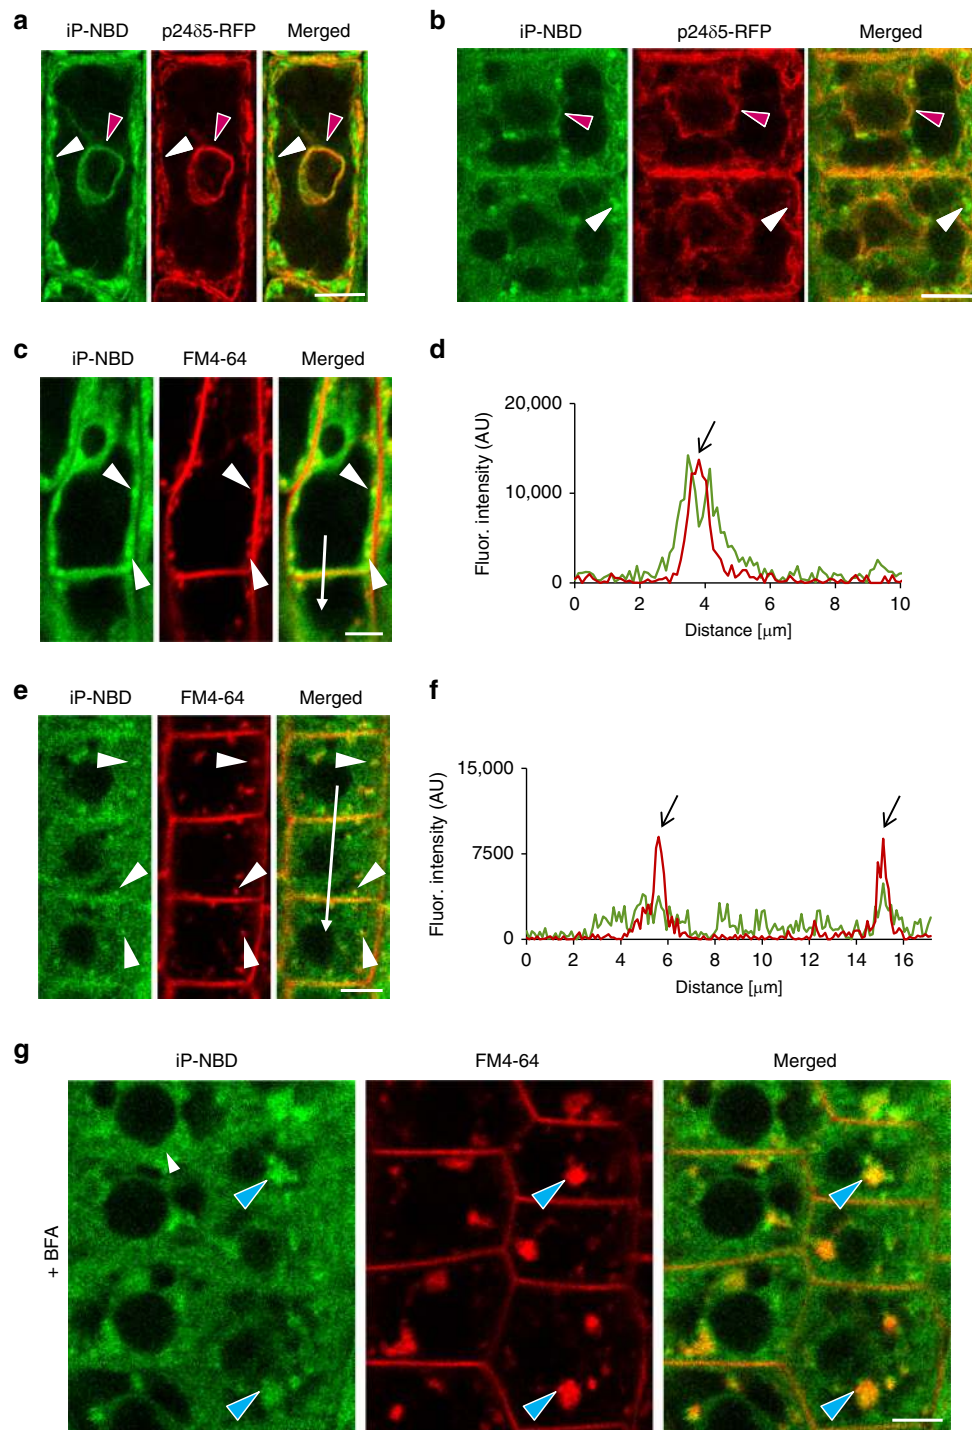 a
iP-NBD p24δ5-RFP Merged
b
iP-NBD p24δ5-RFP Merged
c
iP-NBD FM4-64 Merged
d
Fluor. intensity (AU)
20,000
10,000
0
0 2 4 6 8 10
Distance [μm]
e
iP-NBD FM4-64 Merged
f
Fluor. intensity (AU)
15,000
7500
0
0 2 4 6 8 10 12 14 16
Distance [μm]
g
iP-NBD FM4-64 Merged
+ BFA